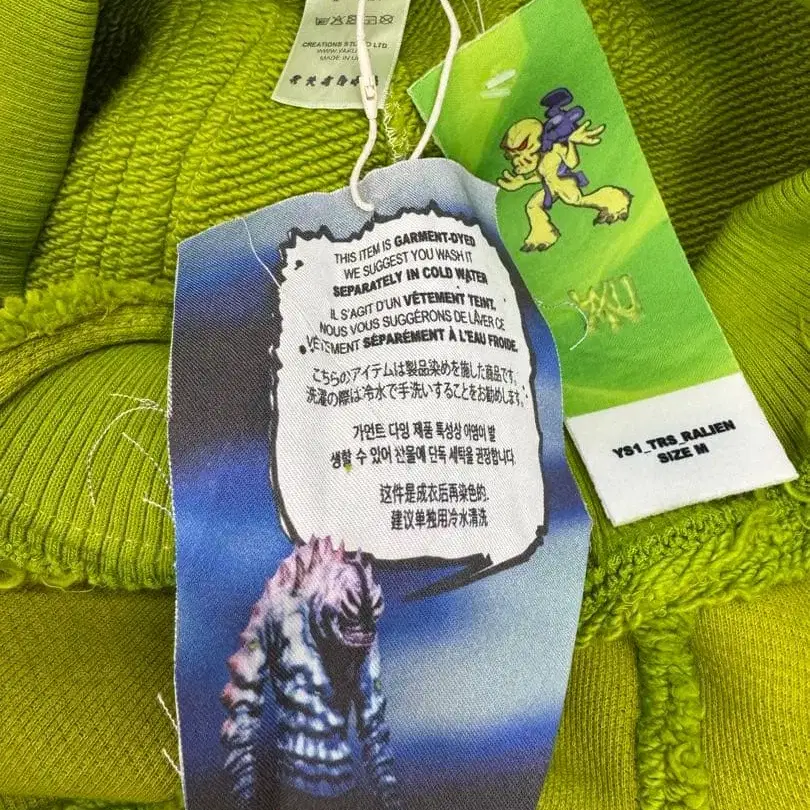 CREATIONS STUDIO LTD
WWW.YAKU.
MADE IN U
THIS ITEM IS GARMENT-DYED
WE SUGGEST YOU WASH IT
SEPARATELY IN COLD WATER
IL S'AGIT D'UN VÊTEMENT TEINT,
NOUS VOUS SUGGÉRONS DE LAVER CE
VÊTEMENT SÉPARÉMENT À L'EAU FROIDE.
こちらのアイテムは製品染めを施した商品です。
洗濯の際は冷水で手洗いすることをお勧めします。
가먼트 다잉 제품 특성상 이염이 발
생할 수 있어 찬물에 단독 세탁을 권장합니다.
这件是成衣后再染色的.
建议单独用冷水清洗
YAKU
YS1_TRS_RALIEN
SIZE M